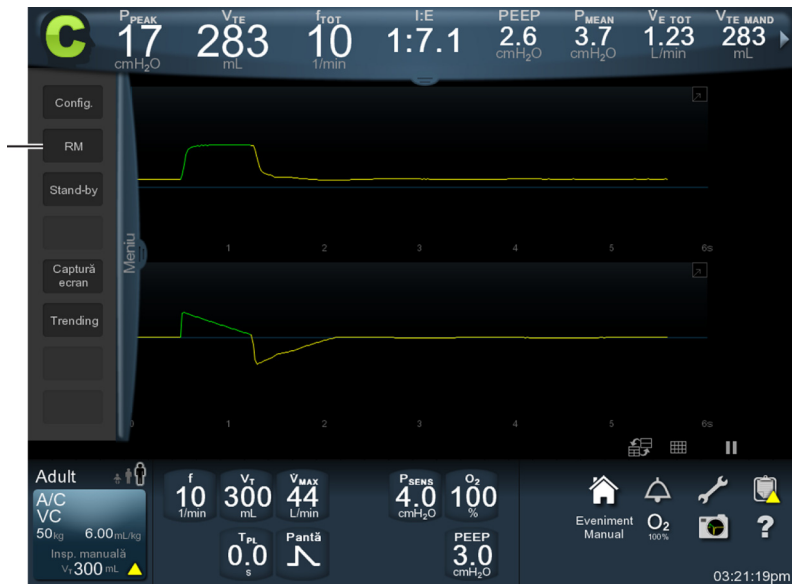 C
PPEAK VTE fTOT I:E PEEP PMEAN V̇E TOT VTE MAND
17 283 10 1:7.1 2.6 3.7 1.23 283
cmH2O mL 1/min cmH2O cmH2O L/min mL
Config.
RM
Stand-by
Captură
ecran
Trending
Meniu
1 2 3 4 5 6s
0 1 2 3 4 5 6s
Adult
A/C
VC
50 kg 6.00 mL/kg
Insp. manuală
VT 300 mL
f VT V̇MAX PSENS O2
10 300 44 4.0 100
1/min mL L/min cmH2O %
TPL Pantă PEEP
0.0 3.0
s cmH2O
Eveniment
Manual
O2
100%
?
03:21:19pm